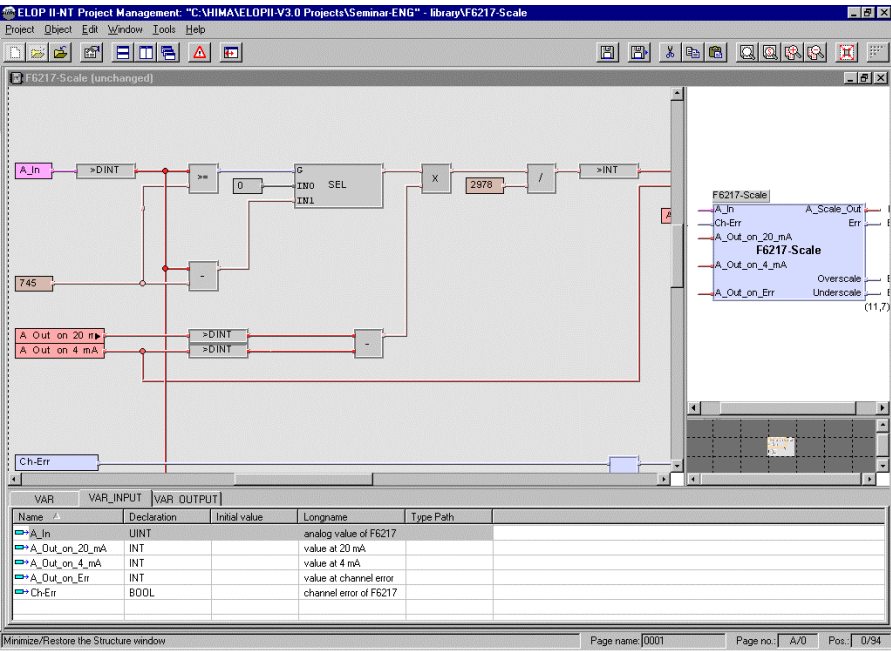 ELOP II-NT Project Management: "C:\HIMA\ELOPII-V3.0 Projects\Seminar-ENG" - library\F6217-Scale
Project Object Edit Window Tools Help
F6217-Scale (unchanged)
A_In >DINT >= 0 G SEL IN0 IN1 X 2978 / >INT
745 -
A Out on 20 m >DINT
A Out on 4 mA >DINT -
Ch-Err
A
F6217-Scale
A_In A_Scale_Out
Ch-Err Err
A_Out_on_20_mA
F6217-Scale
A_Out_on_4_mA
Overscale
A_Out_on_Err Underscale
(11,7)
VAR VAR_INPUT VAR_OUTPUT
Name Declaration Initial value Longname Type Path
A_In UINT analog value of F6217
A_Out_on_20_mA INT value at 20 mA
A_Out_on_4_mA INT value at 4 mA
A_Out_on_Err INT value at channel error
Ch-Err BOOL channel error of F6217
Minimize/Restore the Structure window Page name: 0001 Page no.: A/0 Pos.: 0/94